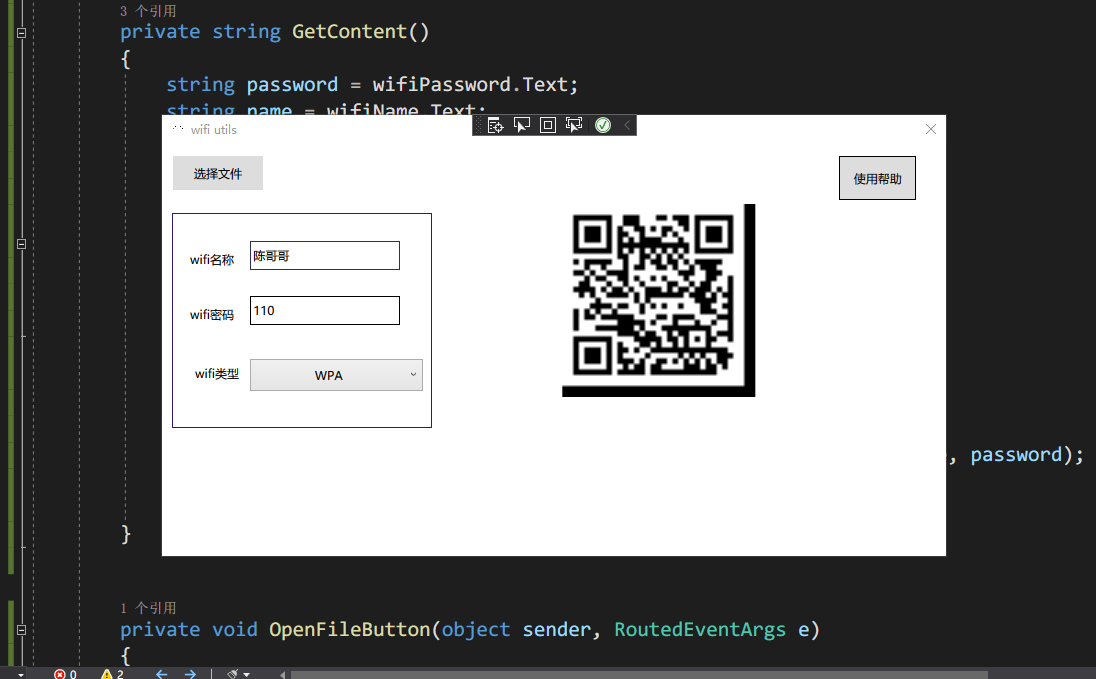 3 个引用
private string GetContent()
{
string password = wifiPassword.Text;
string name = wifiName.Text;
wifi utils
选择文件
使用帮助
wifi名称
陈哥哥
wifi密码
110
wifi类型
WPA
, password);
}
1 个引用
private void OpenFileButton(object sender, RoutedEventArgs e)
{
0
2